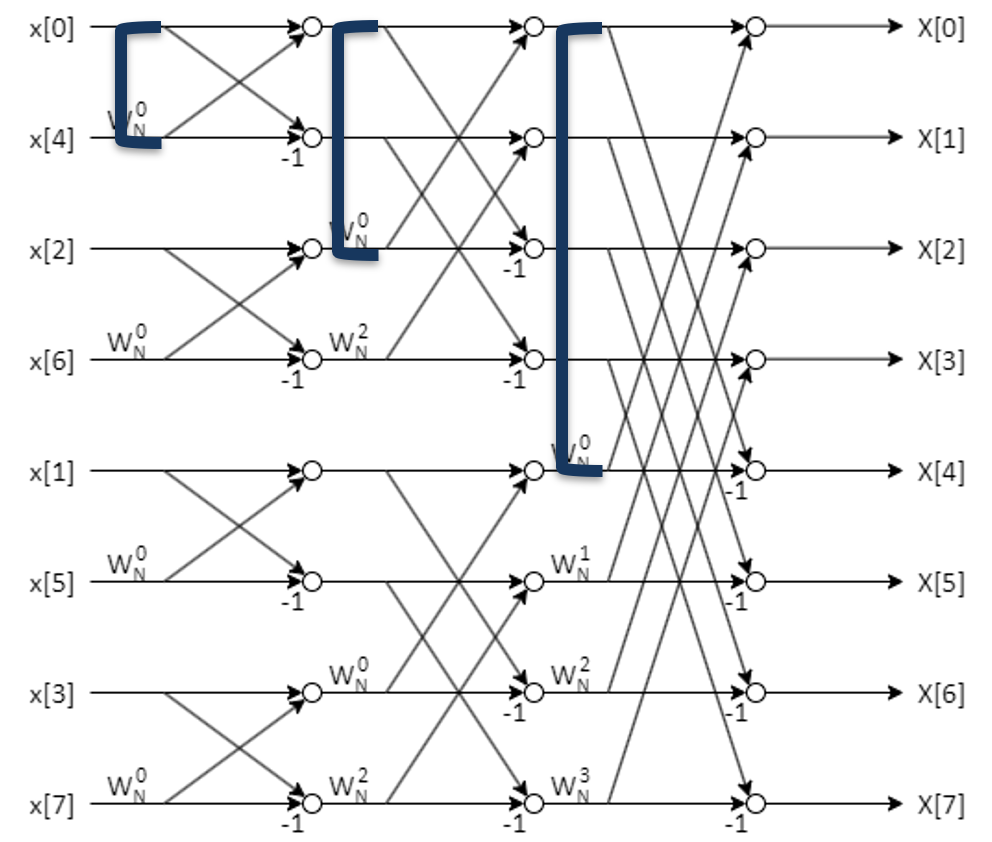 x[0] X[0]
W_N^0
x[4] -1 X[1]
W_N^0
x[2] -1 X[2]
W_N^0 W_N^2
x[6] -1 -1 X[3]
W_N^0
x[1] -1 X[4]
W_N^0 W_N^1
x[5] -1 -1 X[5]
W_N^0 W_N^2
x[3] -1 -1 X[6]
W_N^0 W_N^2 W_N^3
x[7] -1 -1 -1 X[7]